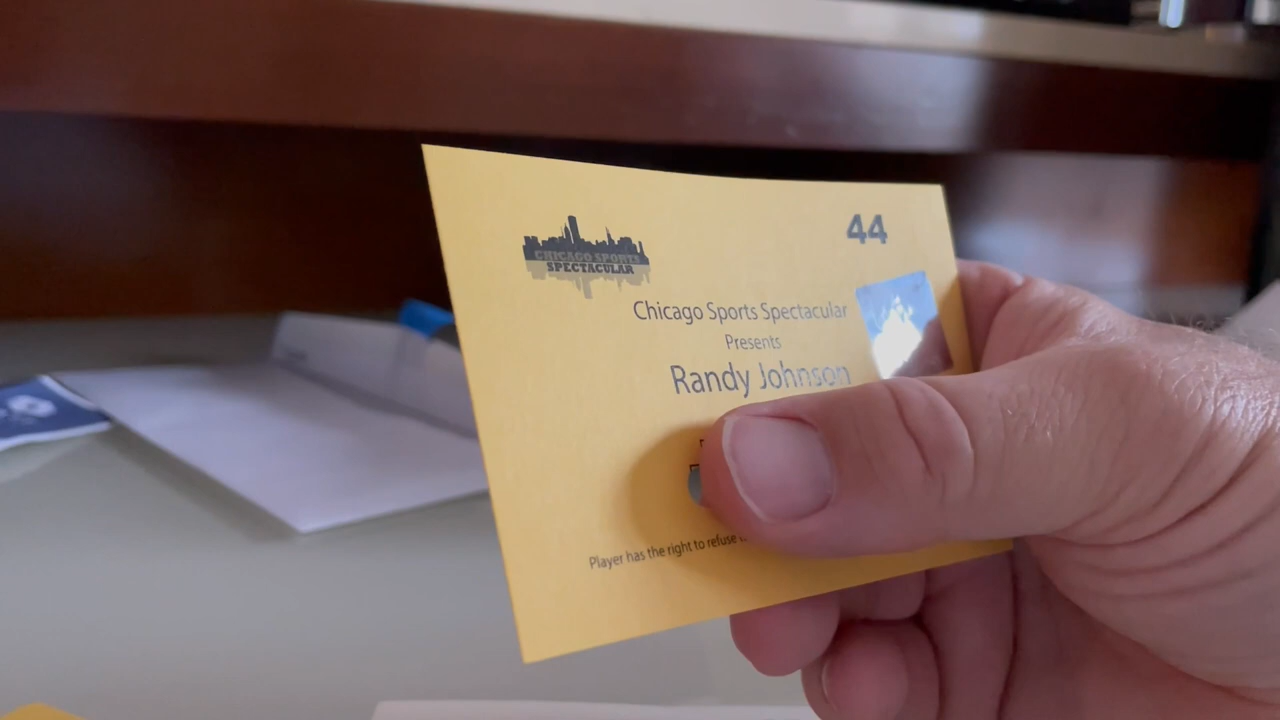 CHICAGO SPORTS
SPECTACULAR
44
Chicago Sports Spectacular
Presents
Randy Johnson
Player has the right to refuse